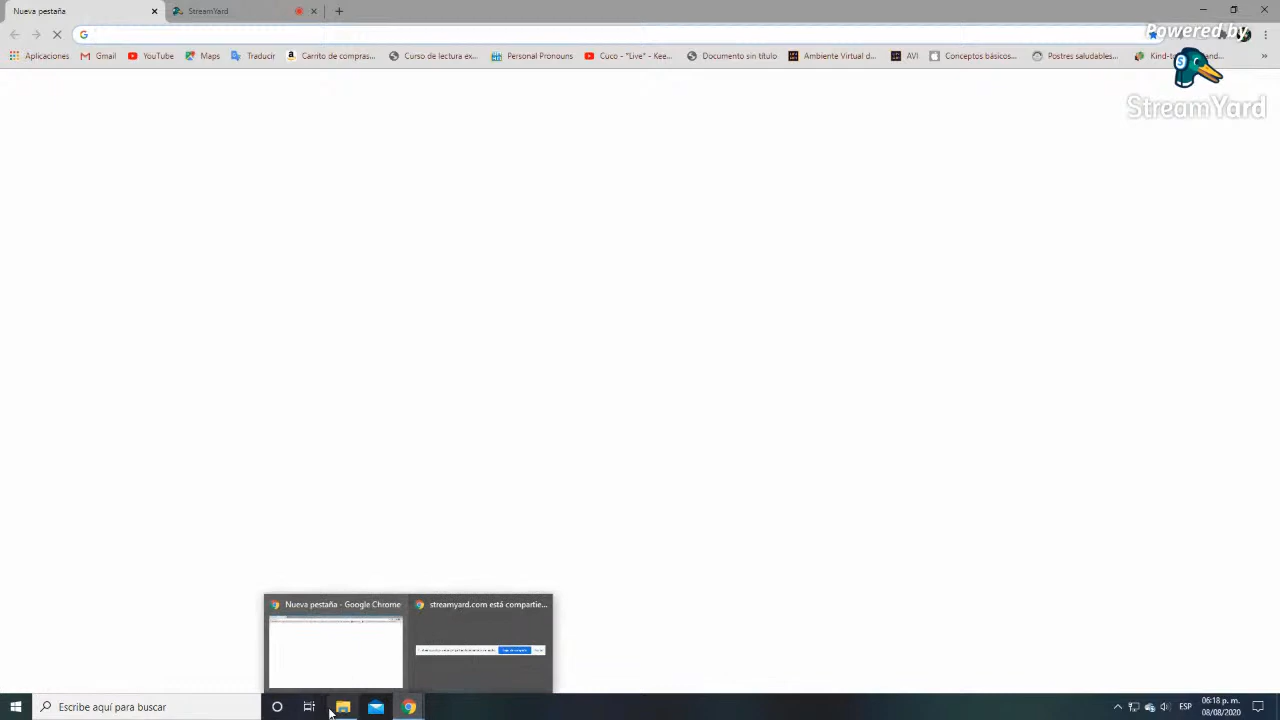 Nueva pestaña
StreamYard
Powered by
StreamYard
Aplicaciones
Gmail
YouTube
Maps
Traducir
Carrito de compras...
Curso de lectura ex...
Personal Pronouns
Cuco - "Live" - Kee...
Documento sin título
Ambiente Virtual d...
AVI
Conceptos básicos...
Postres saludables...
Nueva pestaña - Google Chrome
streamyard.com está compartie...
Escribe aquí para buscar
ESP
06:18 p. m.
08/08/2020